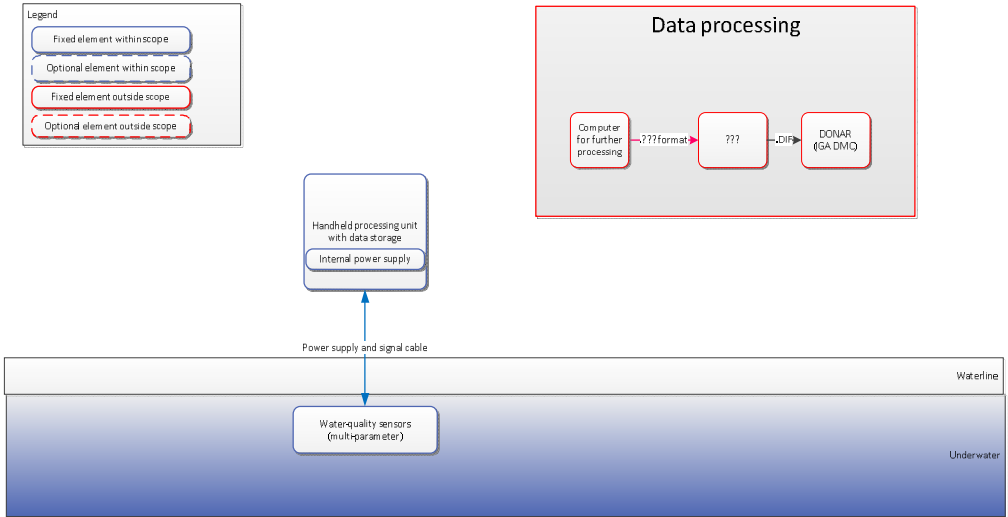 Legend
Fixed element within scope
Optional element within scope
Fixed element outside scope
Optional element outside scope
Data processing
Computer
for further
processing
.???format
???
.DIF
DONAR
(IGA DMC)
Handheld processing unit
with data storage
Internal power supply
Power supply and signal cable
Waterline
Water-quality sensors
(multi-parameter)
Underwater